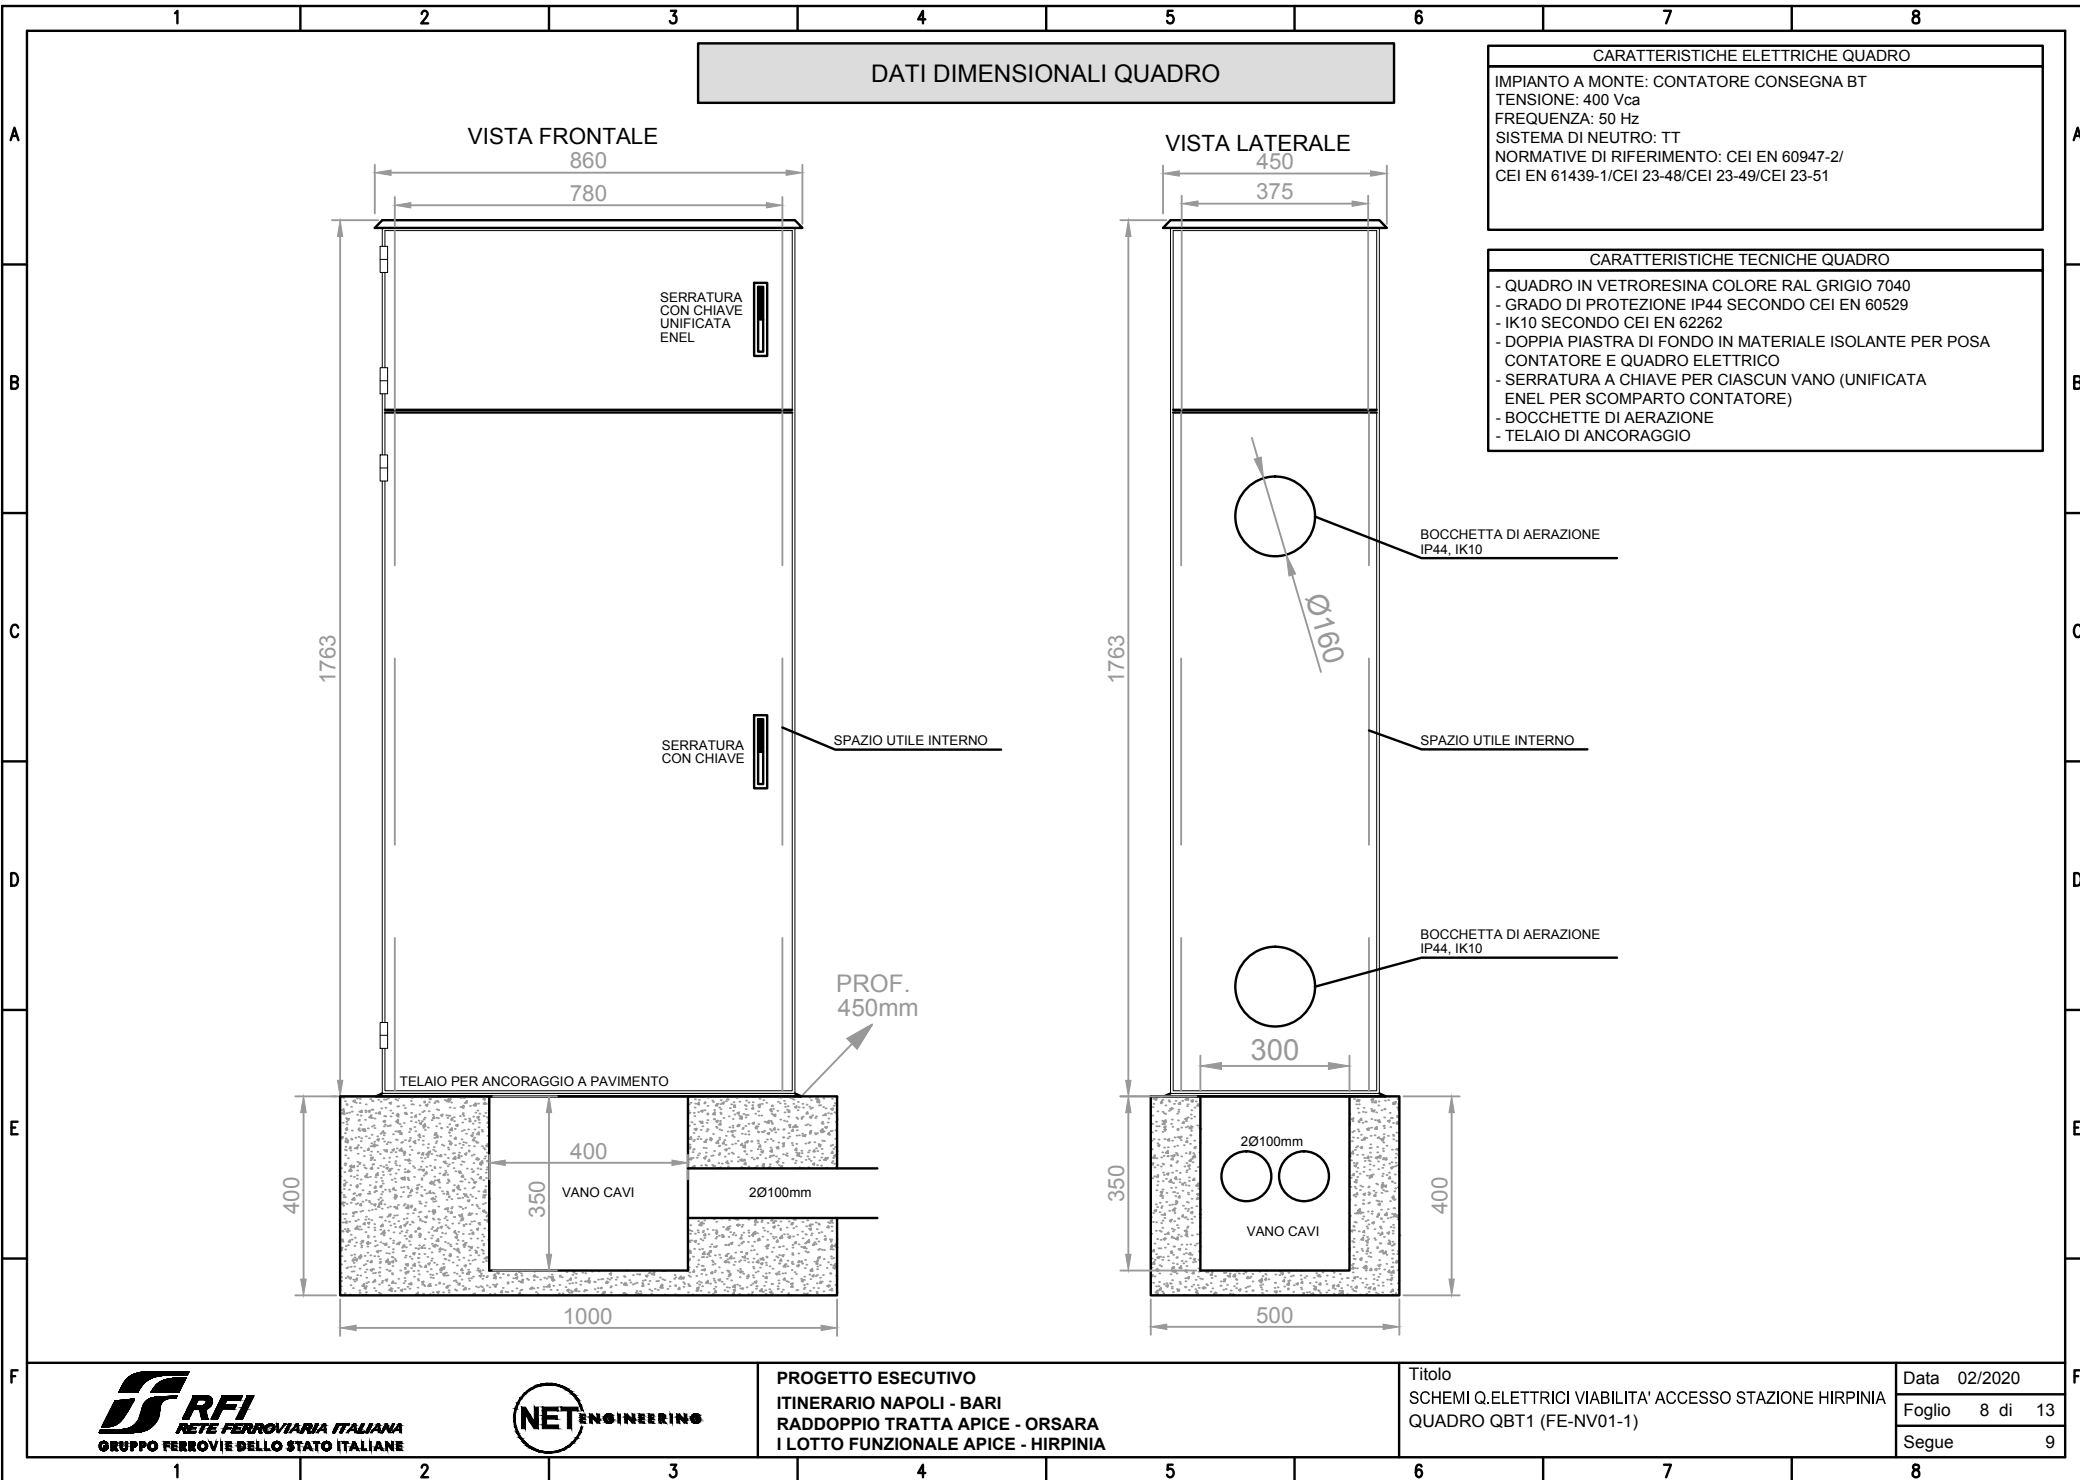 1 2 3 4 5 6 7 8
A
B
C
D
E
F
DATI DIMENSIONALI QUADRO
CARATTERISTICHE ELETTRICHE QUADRO
IMPIANTO A MONTE: CONTATORE CONSEGNA BT
TENSIONE: 400 Vca
FREQUENZA: 50 Hz
SISTEMA DI NEUTRO: TT
NORMATIVE DI RIFERIMENTO: CEI EN 60947-2/
CEI EN 61439-1/CEI 23-48/CEI 23-49/CEI 23-51
CARATTERISTICHE TECNICHE QUADRO
- QUADRO IN VETRORESINA COLORE RAL GRIGIO 7040
- GRADO DI PROTEZIONE IP44 SECONDO CEI EN 60529
- IK10 SECONDO CEI EN 62262
- DOPPIA PIASTRA DI FONDO IN MATERIALE ISOLANTE PER POSA
CONTATORE E QUADRO ELETTRICO
- SERRATURA A CHIAVE PER CIASCUN VANO (UNIFICATA
ENEL PER SCOMPARTO CONTATORE)
- BOCCHETTE DI AERAZIONE
- TELAIO DI ANCORAGGIO
VISTA FRONTALE
860
780
SERRATURA
CON CHIAVE
UNIFICATA
ENEL
1763
SERRATURA
CON CHIAVE
SPAZIO UTILE INTERNO
PROF.
450mm
TELAIO PER ANCORAGGIO A PAVIMENTO
400
400
350
VANO CAVI
2Ø100mm
1000
VISTA LATERALE
450
375
BOCCHETTA DI AERAZIONE
IP44, IK10
Ø160
1763
SPAZIO UTILE INTERNO
BOCCHETTA DI AERAZIONE
IP44, IK10
300
2Ø100mm
350
400
VANO CAVI
500
RFI
RETE FERROVIARIA ITALIANA
GRUPPO FERROVIE DELLO STATO ITALIANE
NET ENGINEERING
PROGETTO ESECUTIVO
ITINERARIO NAPOLI - BARI
RADDOPPIO TRATTA APICE - ORSARA
I LOTTO FUNZIONALE APICE - HIRPINIA
Titolo
SCHEMI Q.ELETTRICI VIABILITA' ACCESSO STAZIONE HIRPINIA
QUADRO QBT1 (FE-NV01-1)
Data 02/2020
Foglio 8 di 13
Segue 9
A
B
C
D
E
F
1 2 3 4 5 6 7 8